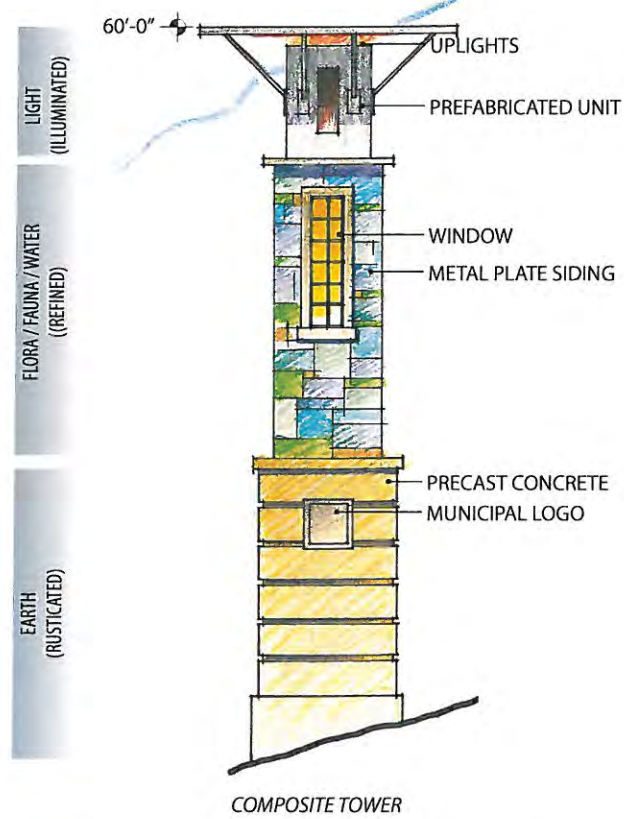 60'-0"
UPLIGHTS
LIGHT
(ILLUMINATED)
PREFABRICATED UNIT
FLORA / FAUNA / WATER
((REFINED)
WINDOW
METAL PLATE SIDING
EARTH
(RUSTICATED)
PRECAST CONCRETE
MUNICIPAL LOGO
COMPOSITE TOWER